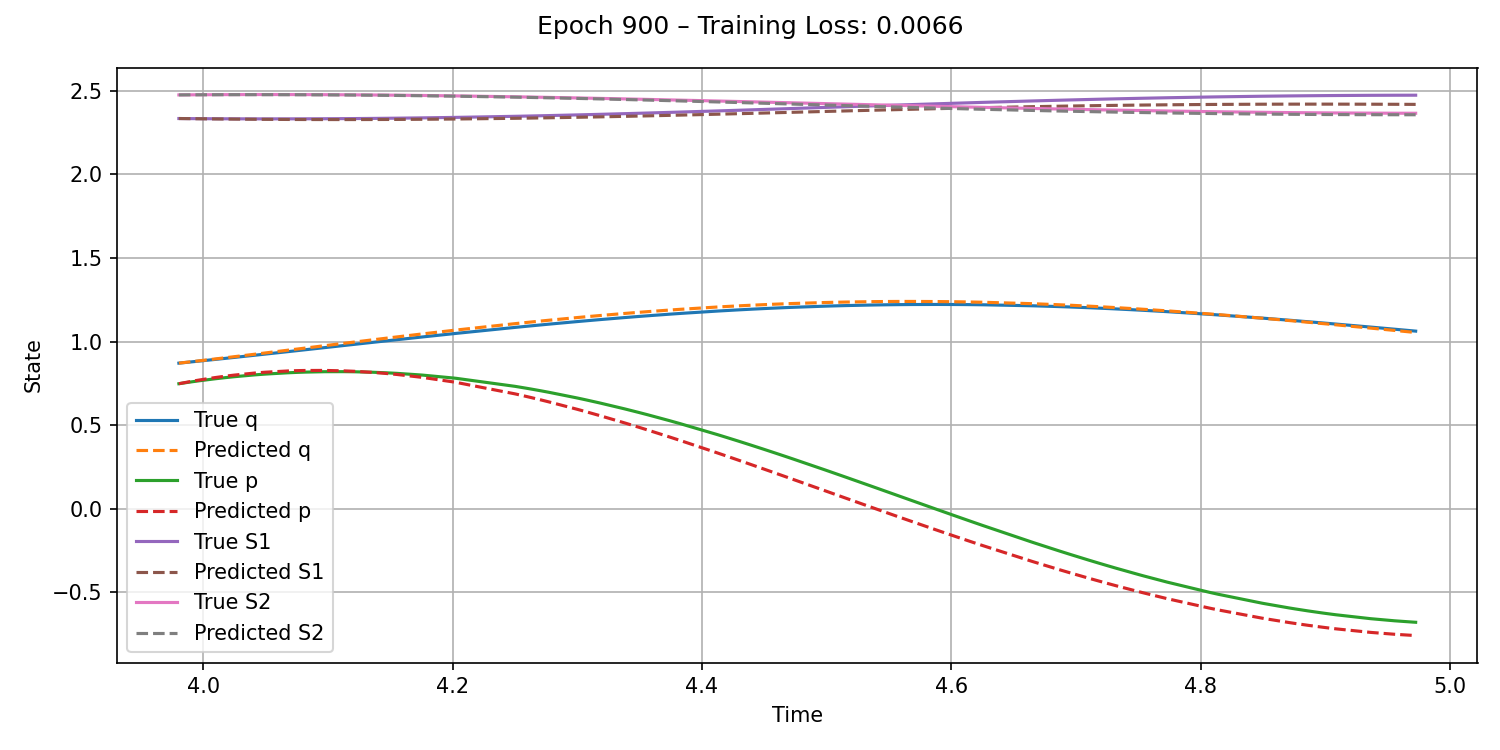 Epoch 900 – Training Loss: 0.0066
2.5
2.0
1.5
1.0
0.5
0.0
−0.5
State
True q
Predicted q
True p
Predicted p
True S1
Predicted S1
True S2
Predicted S2
4.0 4.2 4.4 4.6 4.8 5.0
Time